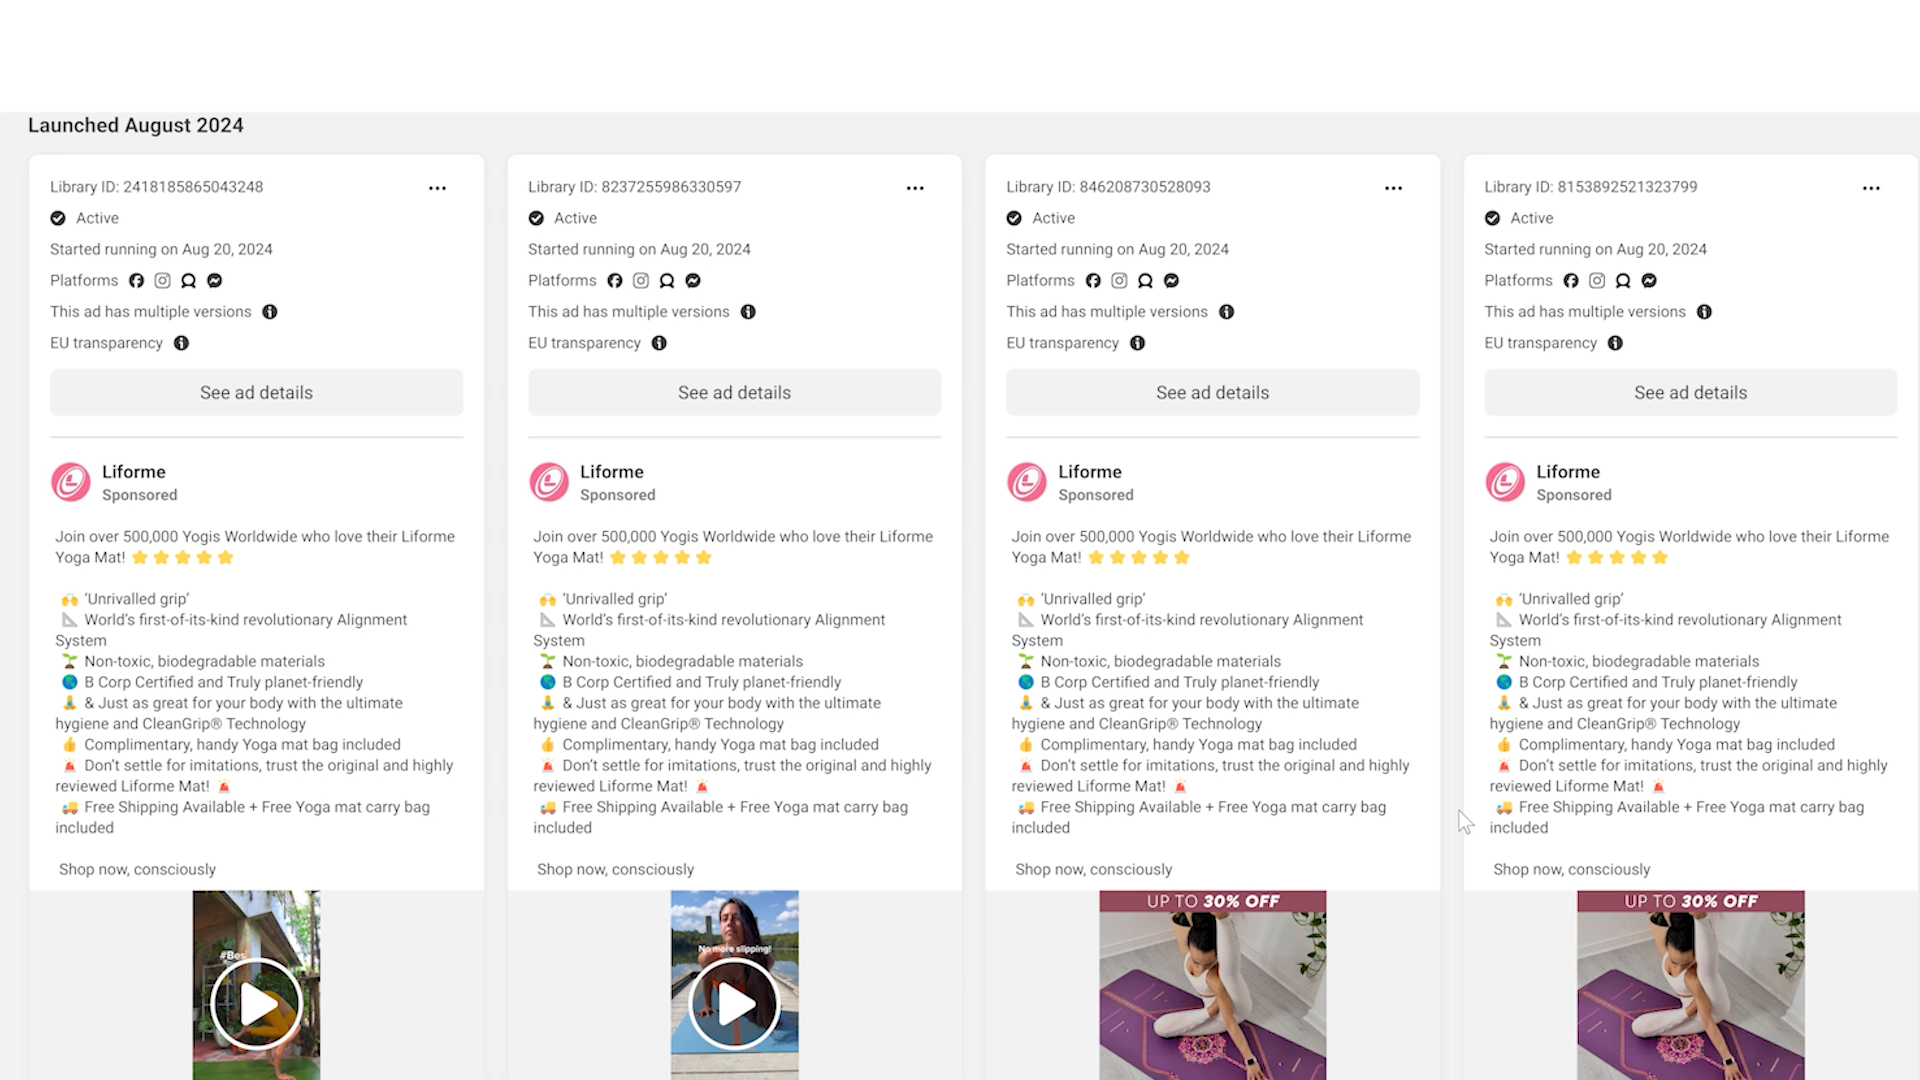 Launched August 2024
Library ID: 2418185865043248
Active
Started running on Aug 20, 2024
Platforms
This ad has multiple versions
EU transparency
See ad details
Liforme
Sponsored
Join over 500,000 Yogis Worldwide who love their Liforme
Yoga Mat! ⭐⭐⭐⭐⭐
🙌 ‘Unrivalled grip’
📐 World’s first-of-its-kind revolutionary Alignment
System
🌱 Non-toxic, biodegradable materials
🌎 B Corp Certified and Truly planet-friendly
🧘 & Just as great for your body with the ultimate
hygiene and CleanGrip® Technology
👍 Complimentary, handy Yoga mat bag included
🚨 Don’t settle for imitations, trust the original and highly
reviewed Liforme Mat! 🚨
🚚 Free Shipping Available + Free Yoga mat carry bag
included
Shop now, consciously
#Bes
Library ID: 8237255986330597
Active
Started running on Aug 20, 2024
Platforms
This ad has multiple versions
EU transparency
See ad details
Liforme
Sponsored
Join over 500,000 Yogis Worldwide who love their Liforme
Yoga Mat! ⭐⭐⭐⭐⭐
🙌 ‘Unrivalled grip’
📐 World’s first-of-its-kind revolutionary Alignment
System
🌱 Non-toxic, biodegradable materials
🌎 B Corp Certified and Truly planet-friendly
🧘 & Just as great for your body with the ultimate
hygiene and CleanGrip® Technology
👍 Complimentary, handy Yoga mat bag included
🚨 Don’t settle for imitations, trust the original and highly
reviewed Liforme Mat! 🚨
🚚 Free Shipping Available + Free Yoga mat carry bag
included
Shop now, consciously
No more slipping!
Library ID: 846208730528093
Active
Started running on Aug 20, 2024
Platforms
This ad has multiple versions
EU transparency
See ad details
Liforme
Sponsored
Join over 500,000 Yogis Worldwide who love their Liforme
Yoga Mat! ⭐⭐⭐⭐⭐
🙌 ‘Unrivalled grip’
📐 World’s first-of-its-kind revolutionary Alignment
System
🌱 Non-toxic, biodegradable materials
🌎 B Corp Certified and Truly planet-friendly
🧘 & Just as great for your body with the ultimate
hygiene and CleanGrip® Technology
👍 Complimentary, handy Yoga mat bag included
🚨 Don’t settle for imitations, trust the original and highly
reviewed Liforme Mat! 🚨
🚚 Free Shipping Available + Free Yoga mat carry bag
included
Shop now, consciously
UP TO 30% OFF
Library ID: 8153892521323799
Active
Started running on Aug 20, 2024
Platforms
This ad has multiple versions
EU transparency
See ad details
Liforme
Sponsored
Join over 500,000 Yogis Worldwide who love their Liforme
Yoga Mat! ⭐⭐⭐⭐⭐
🙌 ‘Unrivalled grip’
📐 World’s first-of-its-kind revolutionary Alignment
System
🌱 Non-toxic, biodegradable materials
🌎 B Corp Certified and Truly planet-friendly
🧘 & Just as great for your body with the ultimate
hygiene and CleanGrip® Technology
👍 Complimentary, handy Yoga mat bag included
🚨 Don’t settle for imitations, trust the original and highly
reviewed Liforme Mat! 🚨
🚚 Free Shipping Available + Free Yoga mat carry bag
included
Shop now, consciously
UP TO 30% OFF